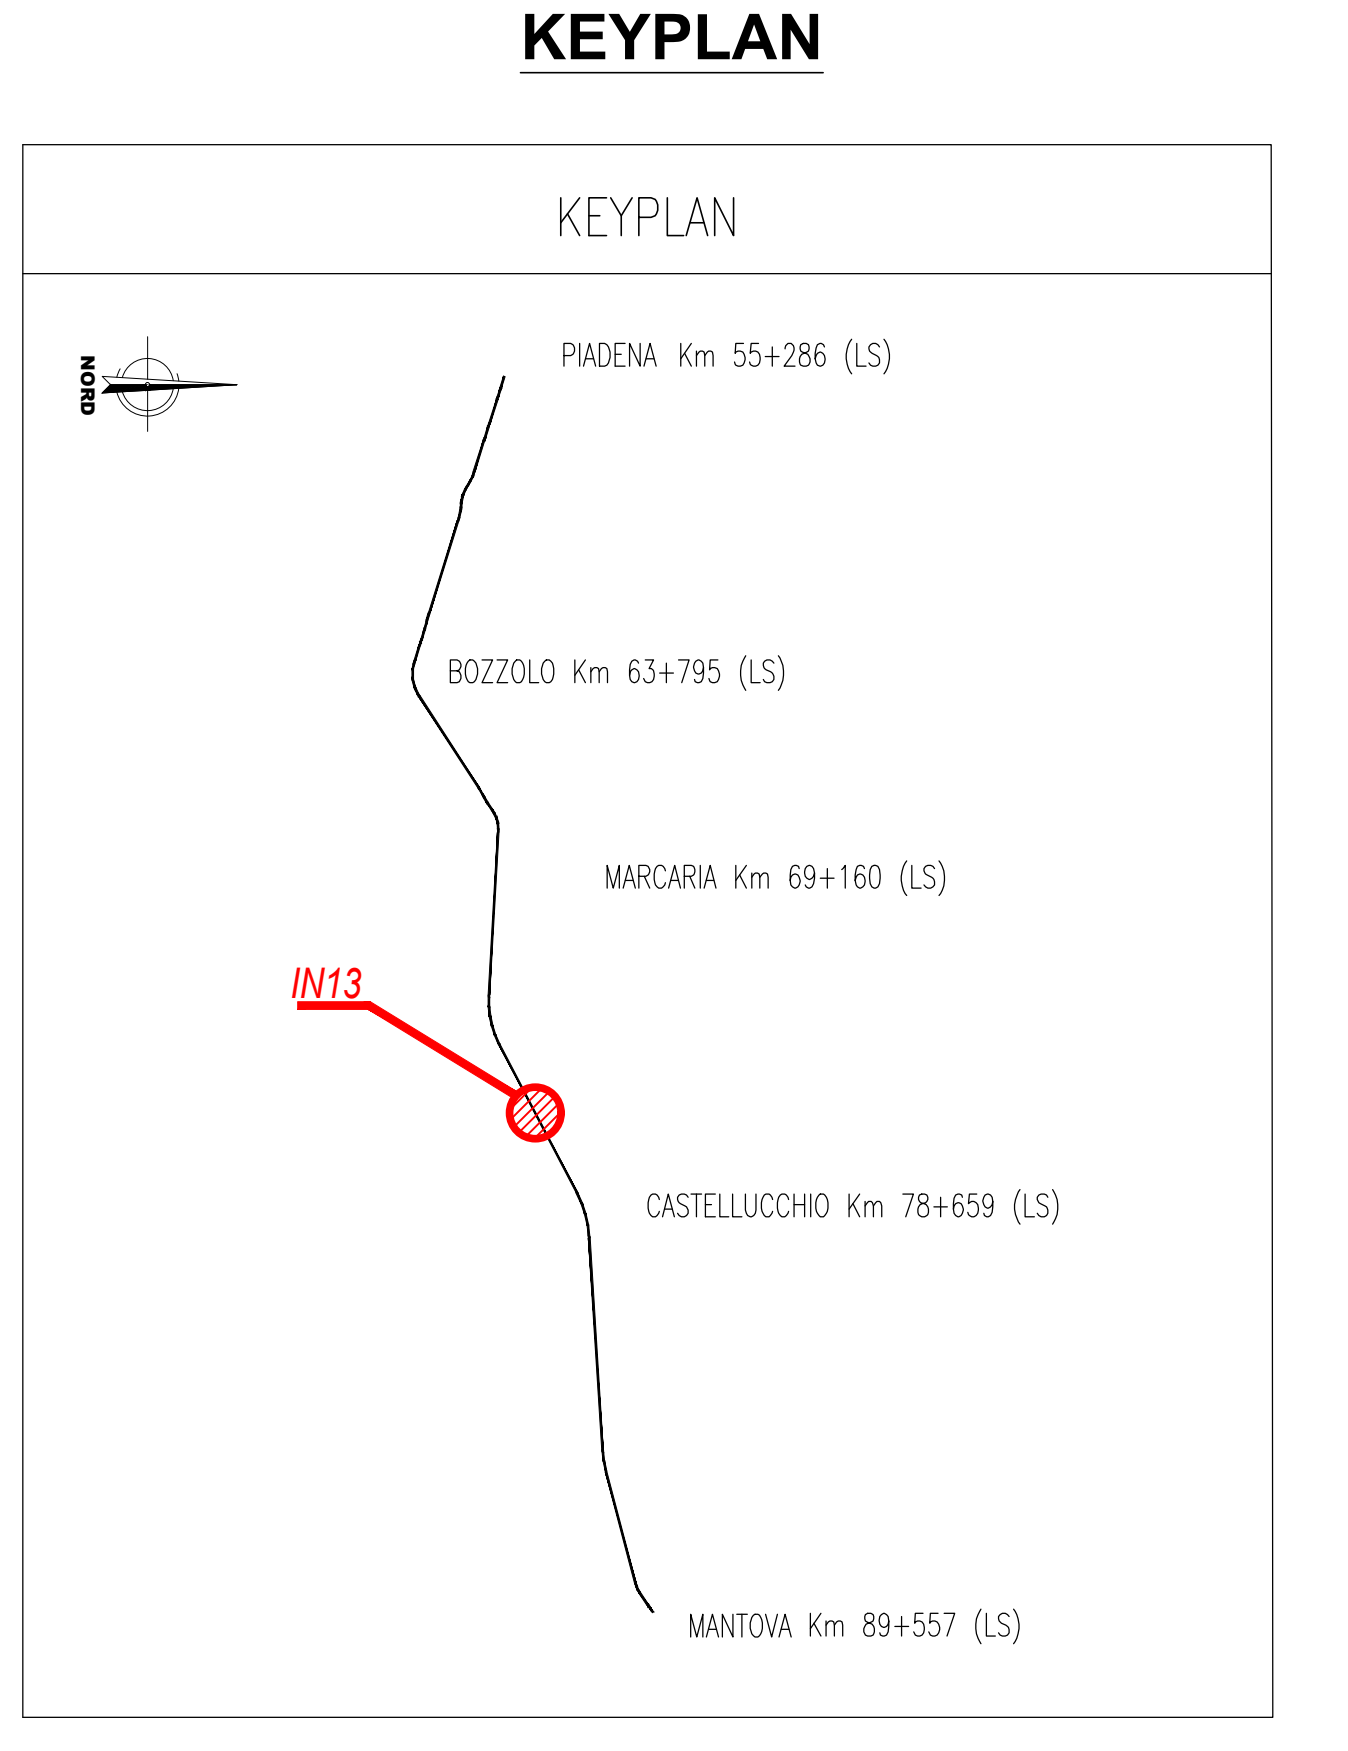 KEYPLAN
KEYPLAN
NORD
PIADENA Km 55+286 (LS)
BOZZOLO Km 63+795 (LS)
MARCARIA Km 69+160 (LS)
IN13
CASTELLUCCHIO Km 78+659 (LS)
MANTOVA Km 89+557 (LS)